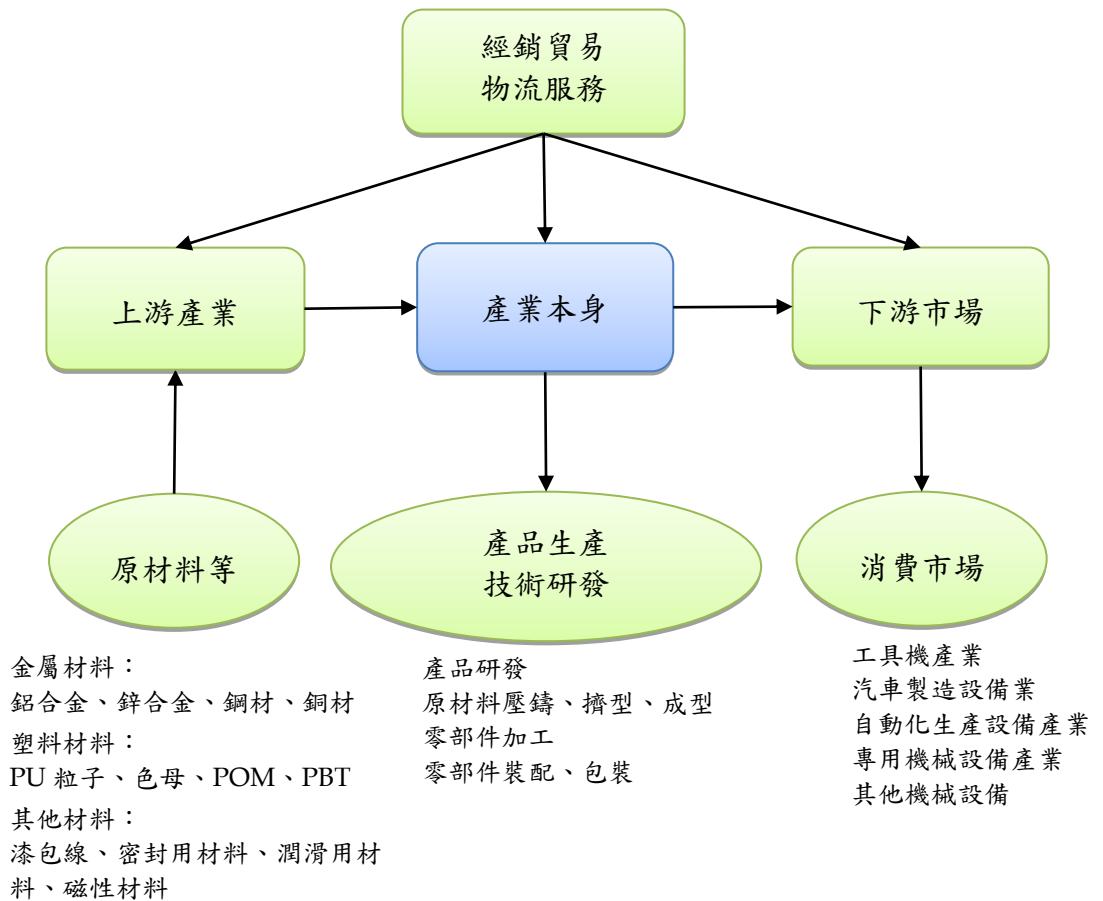 經銷貿易
物流服務
上游產業
產業本身
下游市場
原材料等
產品生產
技術研發
消費市場
金屬材料：
鋁合金、鋅合金、鋼材、銅材
塑料材料：
PU 粒子、色母、POM、PBT
其他材料：
漆包線、密封用材料、潤滑用材
料、磁性材料
產品研發
原材料壓鑄、擠型、成型
零部件加工
零部件裝配、包裝
工具機產業
汽車製造設備業
自動化生產設備產業
專用機械設備產業
其他機械設備